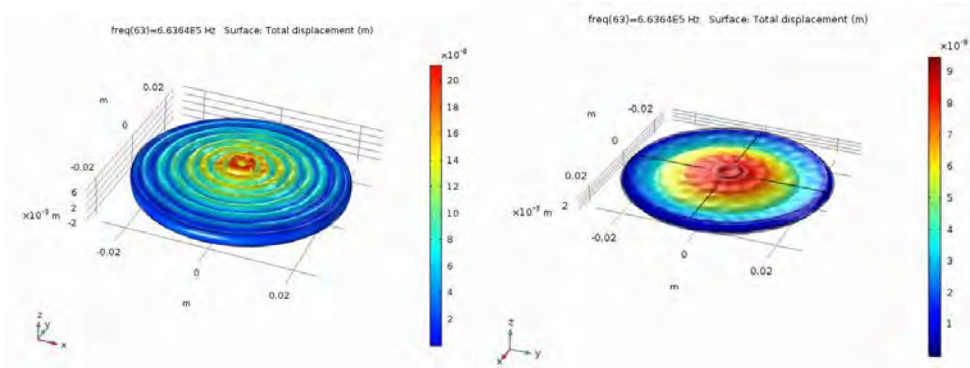 freq(63)=6.6364E5 Hz Surface: Total displacement (m)
×10⁻⁸
20
18
16
14
12
10
8
6
4
2
0.02
m
0
-0.02
6
2
-2
×10⁻³ m
-0.02
0
0.02
m
z
y
x
freq(63)=6.6364E5 Hz Surface: Total displacement (m)
×10⁻⁸
9
8
7
6
5
4
3
2
1
-0.02
m
0
0.02
2
×10⁻³ m
-0.02
0
0.02
m
z
y
x